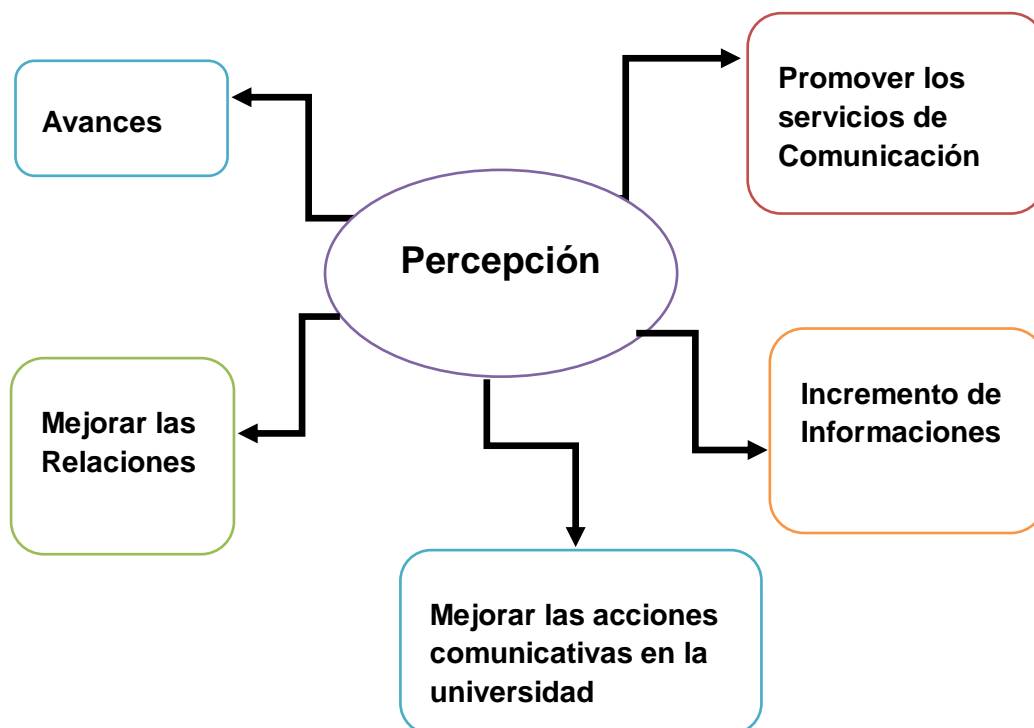 Promover los
servicios de
Comunicación
Avances
Percepción
Mejorar las
Relaciones
Incremento de
Informaciones
Mejorar las acciones
comunicativas en la
universidad